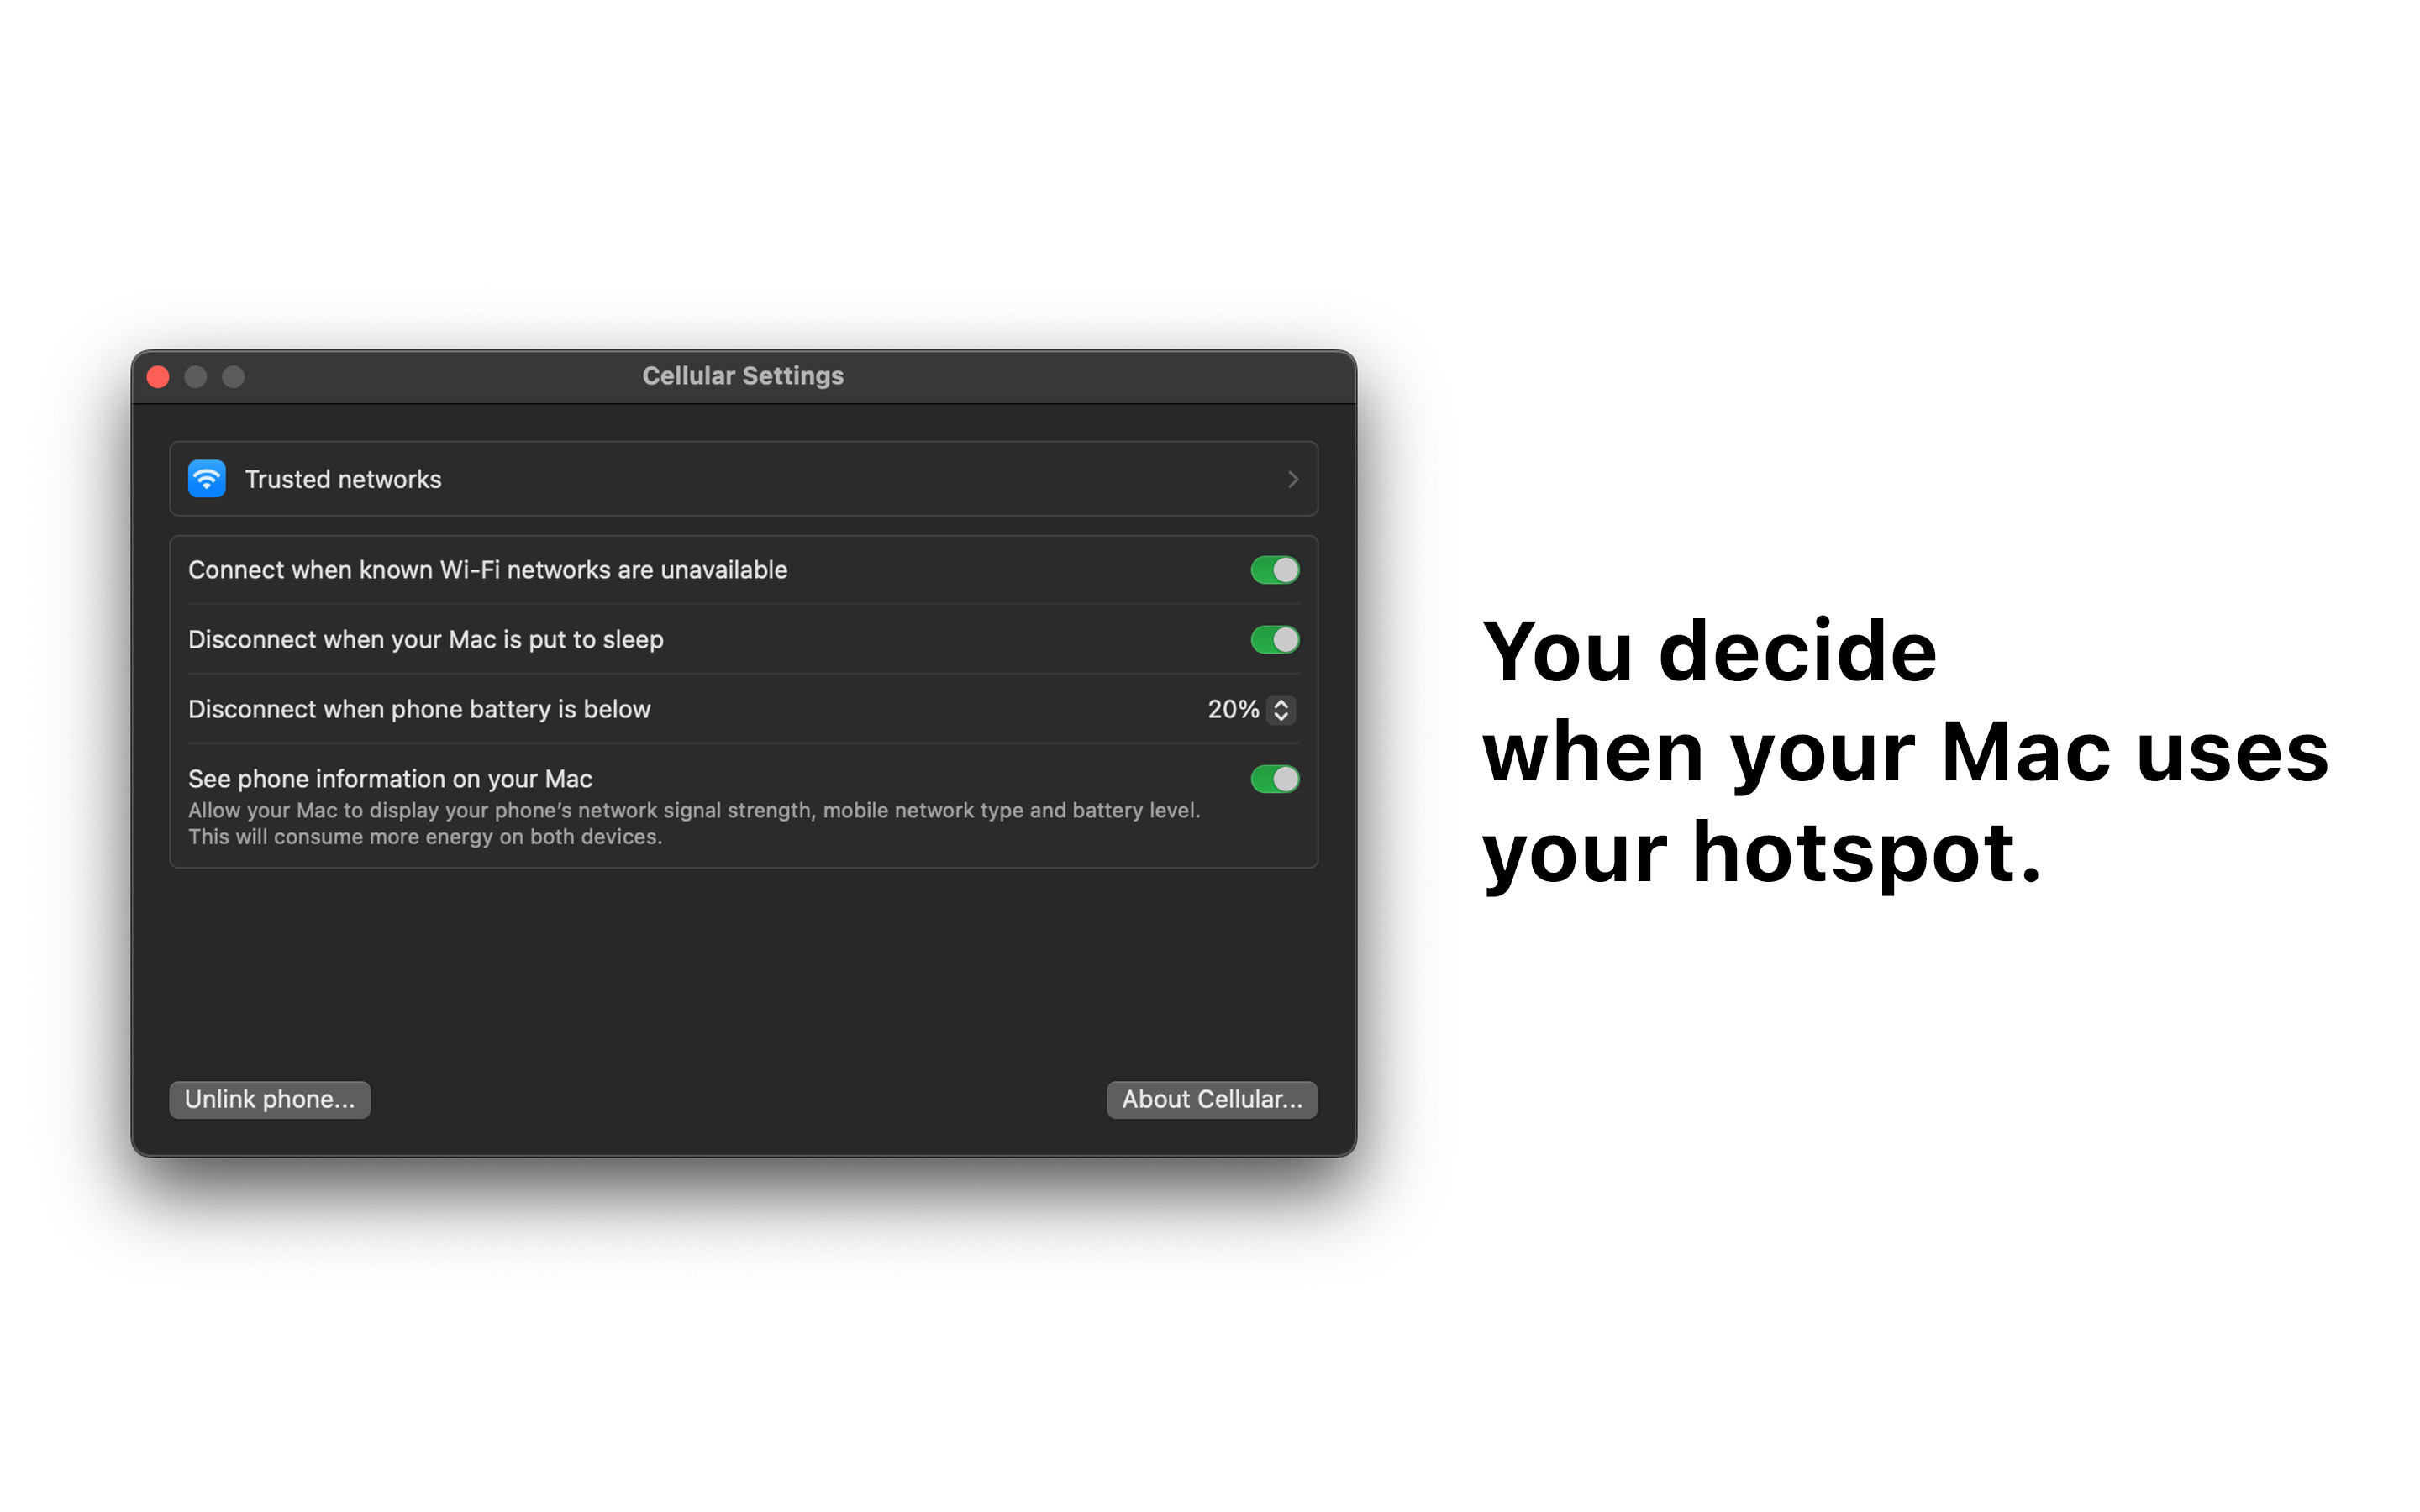 Cellular Settings
Trusted networks
Connect when known Wi-Fi networks are unavailable
Disconnect when your Mac is put to sleep
Disconnect when phone battery is below
20%
See phone information on your Mac
Allow your Mac to display your phone’s network signal strength, mobile network type and battery level.
This will consume more energy on both devices.
Unlink phone...
About Cellular...
You decide
when your Mac uses
your hotspot.